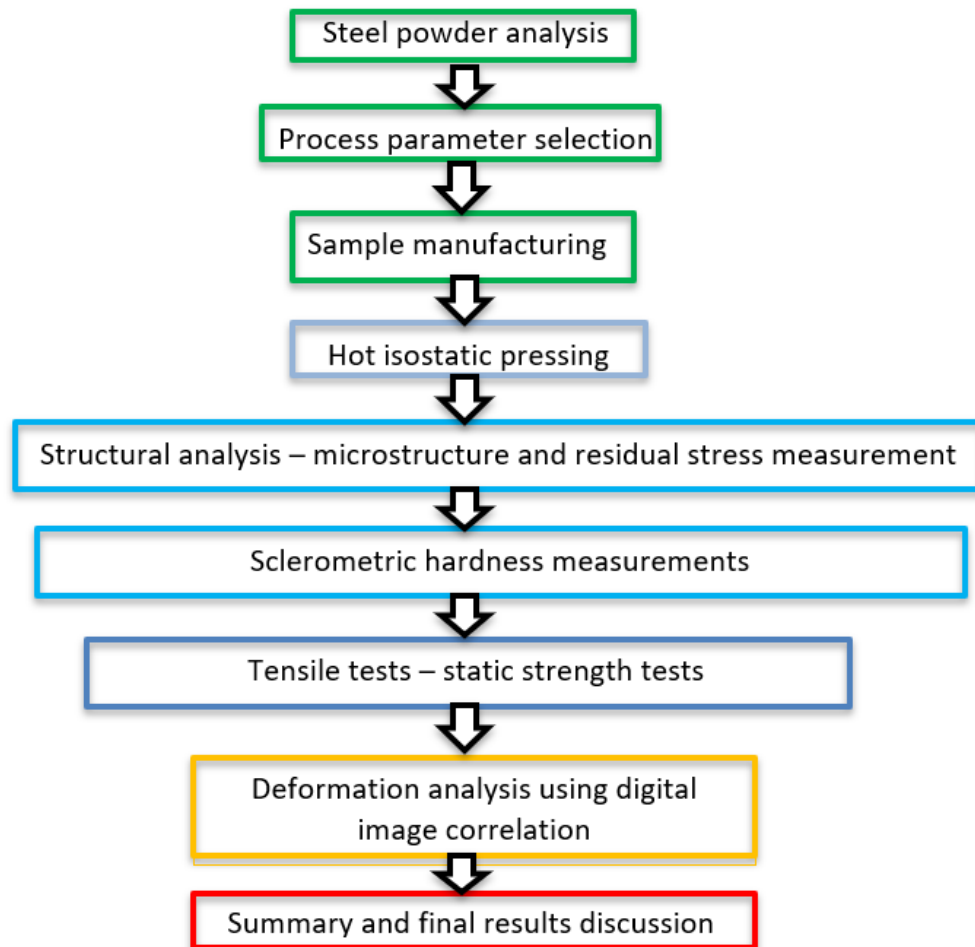 Steel powder analysis
Process parameter selection
Sample manufacturing
Hot isostatic pressing
Structural analysis – microstructure and residual stress measurement
Sclerometric hardness measurements
Tensile tests – static strength tests
Deformation analysis using digital
image correlation
Summary and final results discussion